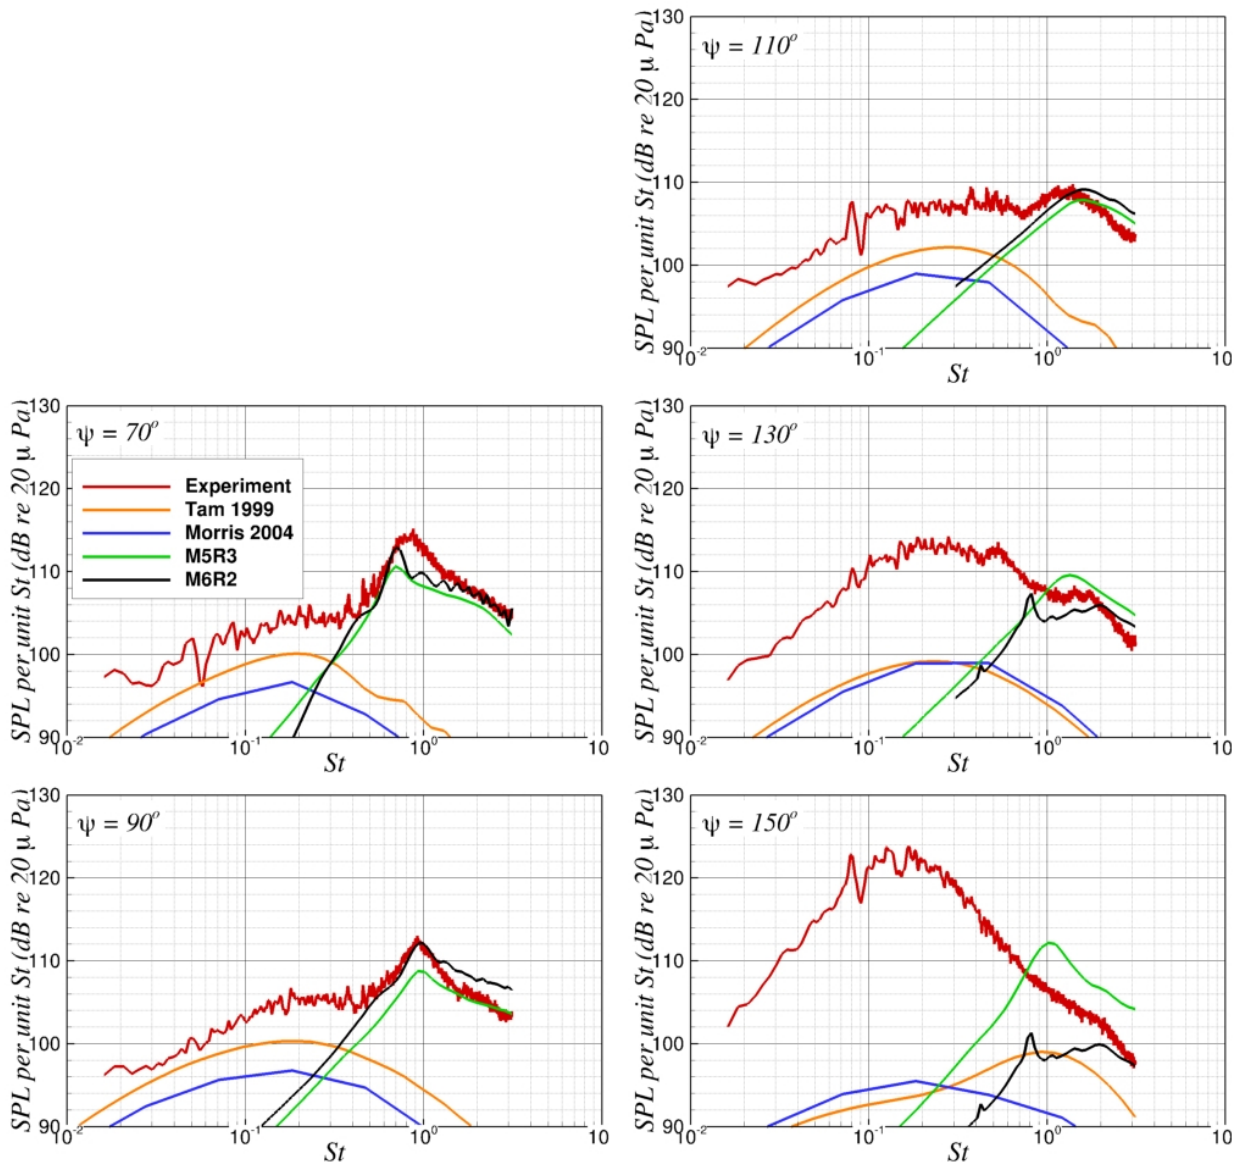 ψ = 110°
SPL per unit St (dB re 20 μ Pa)
130
120
110
100
90
10⁻² 10⁻¹ 10⁰ 10
St
ψ = 70°
Experiment
Tam 1999
Morris 2004
M5R3
M6R2
SPL per unit St (dB re 20 μ Pa)
130
120
110
100
90
10⁻² 10⁻¹ 10⁰ 10
St
ψ = 130°
SPL per unit St (dB re 20 μ Pa)
130
120
110
100
90
10⁻² 10⁻¹ 10⁰ 10
St
ψ = 90°
SPL per unit St (dB re 20 μ Pa)
130
120
110
100
90
10⁻² 10⁻¹ 10⁰ 10
St
ψ = 150°
SPL per unit St (dB re 20 μ Pa)
130
120
110
100
90
10⁻² 10⁻¹ 10⁰ 10
St